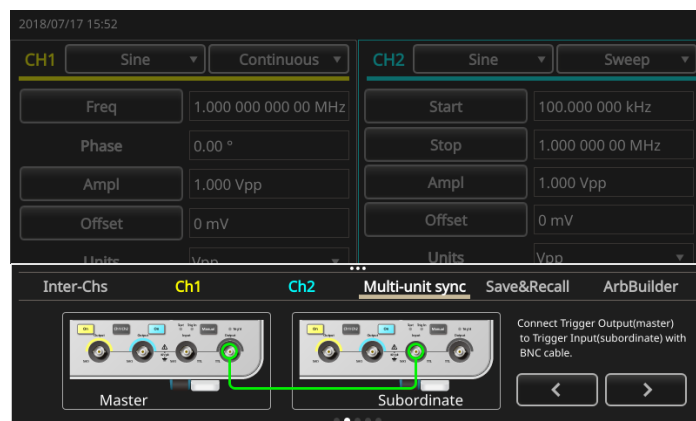 2018/07/17 15:52
CH1 Sine Continuous
CH2 Sine Sweep
Freq 1.000 000 000 00 MHz
Start 100.000 000 kHz
Phase 0.00 °
Stop 1.000 000 00 MHz
Ampl 1.000 Vpp
Ampl 1.000 Vpp
Offset 0 mV
Offset 0 mV
Units Vpp
Units Vpp
Inter-Chs Ch1 Ch2 Multi-unit sync Save&Recall ArbBuilder
Connect Trigger Output(master)
to Trigger Input(subordinate) with
BNC cable.
Master
Subordinate